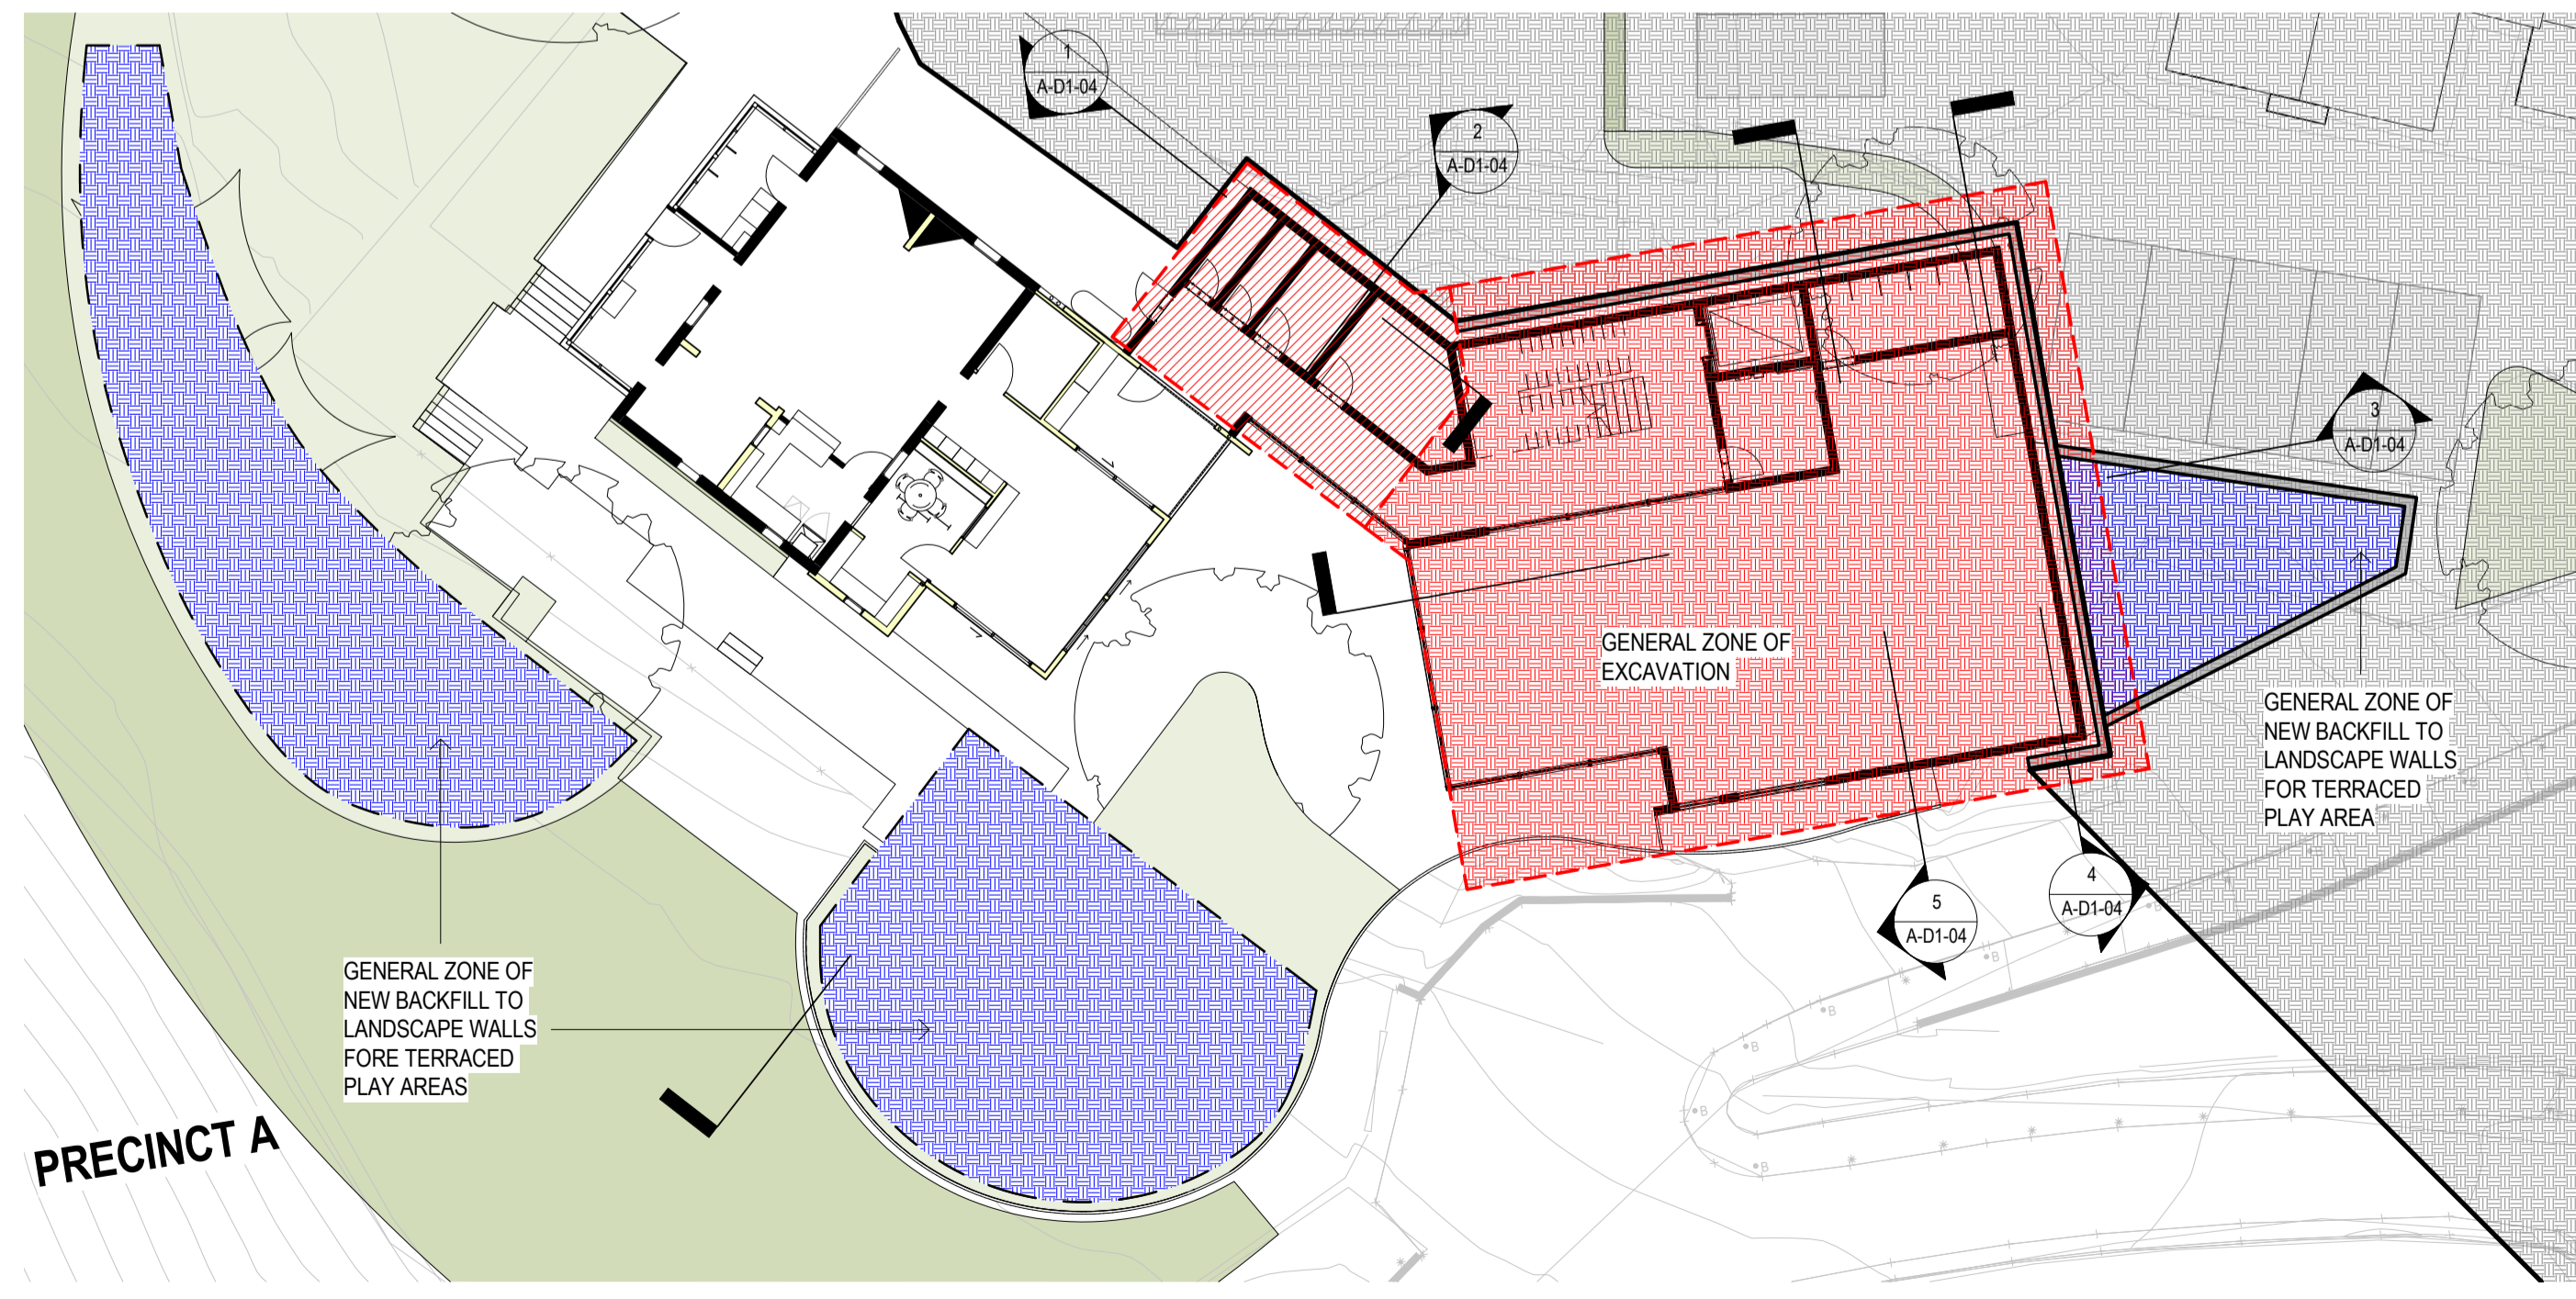 1
A-D1-04
2
A-D1-04
3
A-D1-04
GENERAL ZONE OF
EXCAVATION
GENERAL ZONE OF
NEW BACKFILL TO
LANDSCAPE WALLS
FOR TERRACED
PLAY AREA
4
A-D1-04
5
A-D1-04
GENERAL ZONE OF
NEW BACKFILL TO
LANDSCAPE WALLS
FORE TERRACED
PLAY AREAS
PRECINCT A
B
B
B
B
B
B